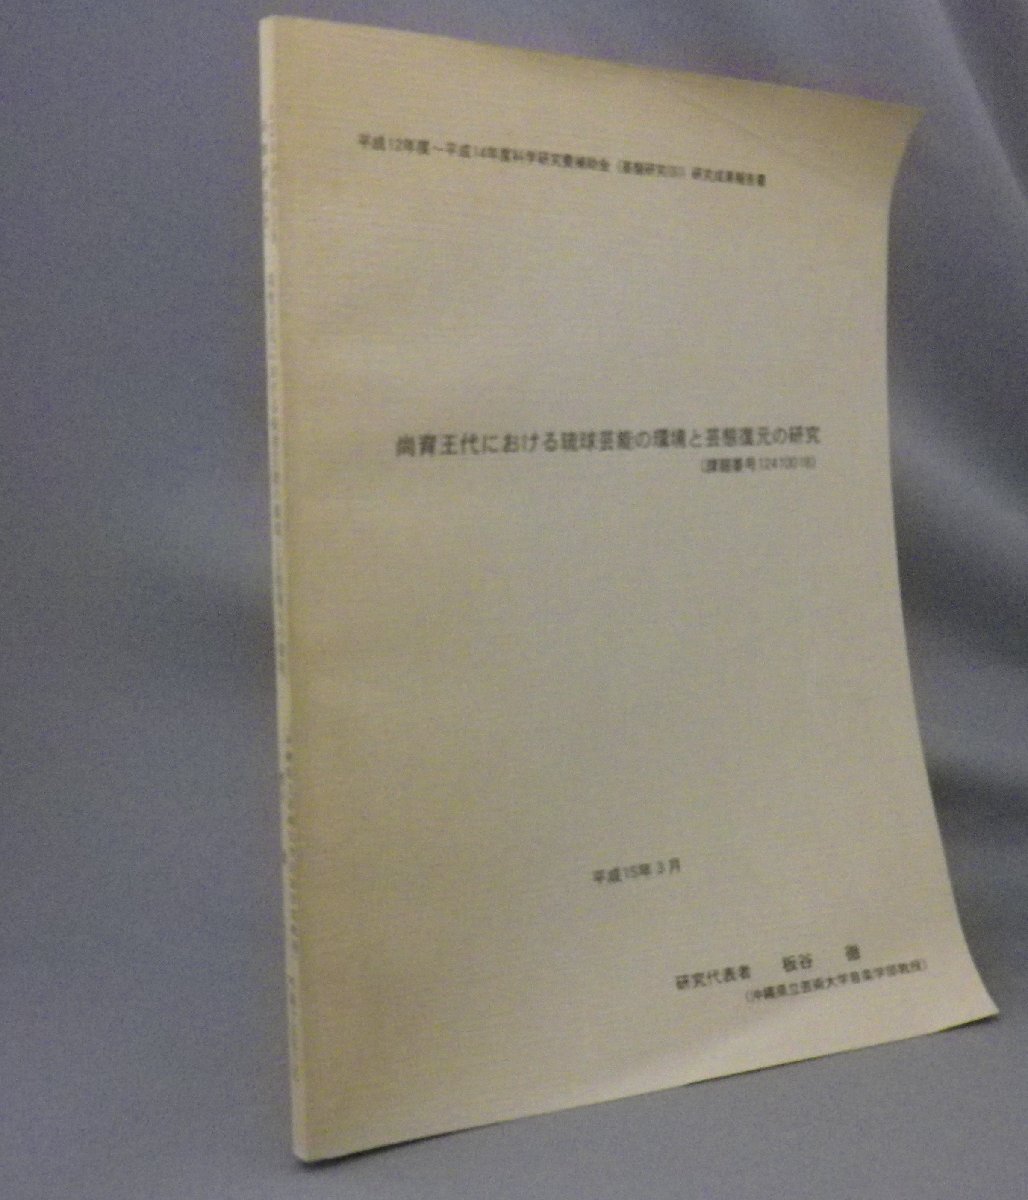 平成12年度～平成14年度科学研究費補助金(基盤研究(B))研究成果報告書
尚育王代における琉球芸能の環境と芸態復元の研究
(課題番号12410018)
平成15年3月
研究代表者 板谷 徹
(沖縄県立芸術大学音楽学部教授)